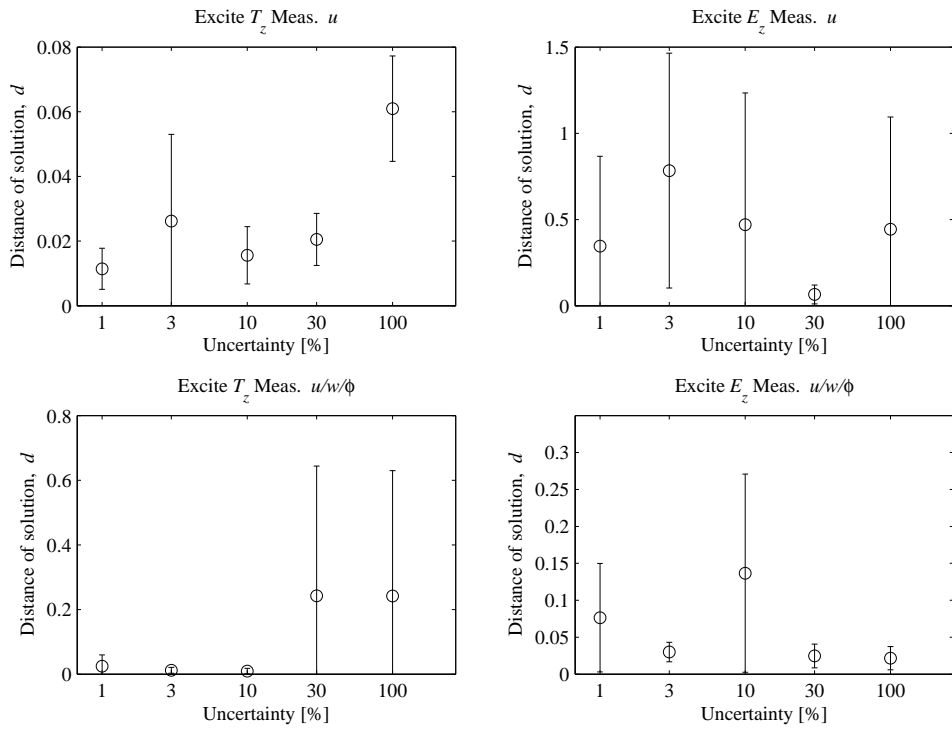 Excite T_z Meas. u
Distance of solution, d
0.08
0.06
0.04
0.02
0
1 3 10 30 100
Uncertainty [%]
Excite E_z Meas. u
Distance of solution, d
1.5
1
0.5
0
1 3 10 30 100
Uncertainty [%]
Excite T_z Meas. u/w/ϕ
Distance of solution, d
0.8
0.6
0.4
0.2
0
1 3 10 30 100
Uncertainty [%]
Excite E_z Meas. u/w/ϕ
Distance of solution, d
0.3
0.25
0.2
0.15
0.1
0.05
0
1 3 10 30 100
Uncertainty [%]